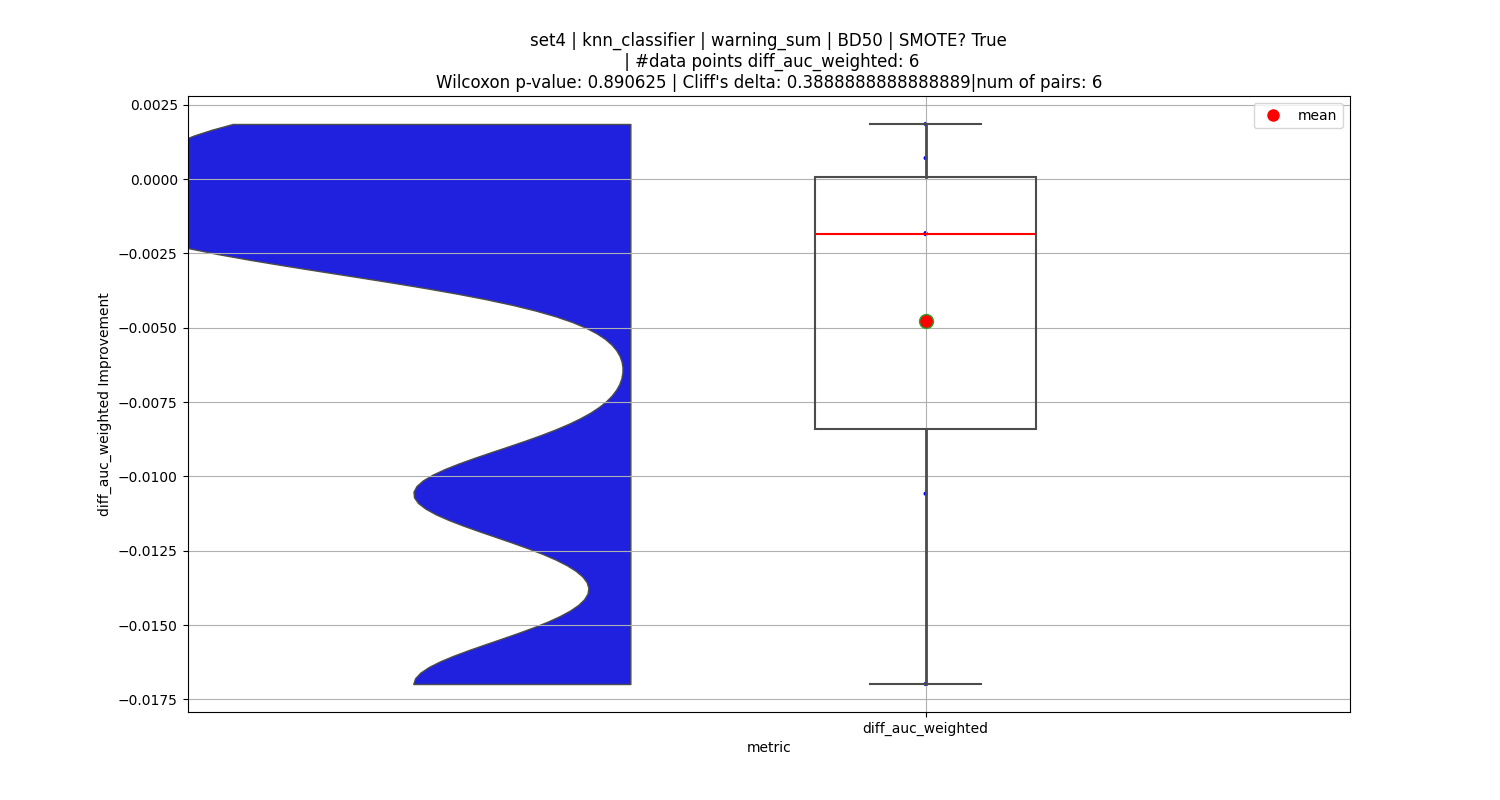 set4 | knn_classifier | warning_sum | BD50 | SMOTE? True
| #data points diff_auc_weighted: 6
Wilcoxon p-value: 0.890625 | Cliff's delta: 0.3888888888888889|num of pairs: 6
mean
0.0025
0.0000
−0.0025
−0.0050
−0.0075
−0.0100
−0.0125
−0.0150
−0.0175
diff_auc_weighted Improvement
diff_auc_weighted
metric